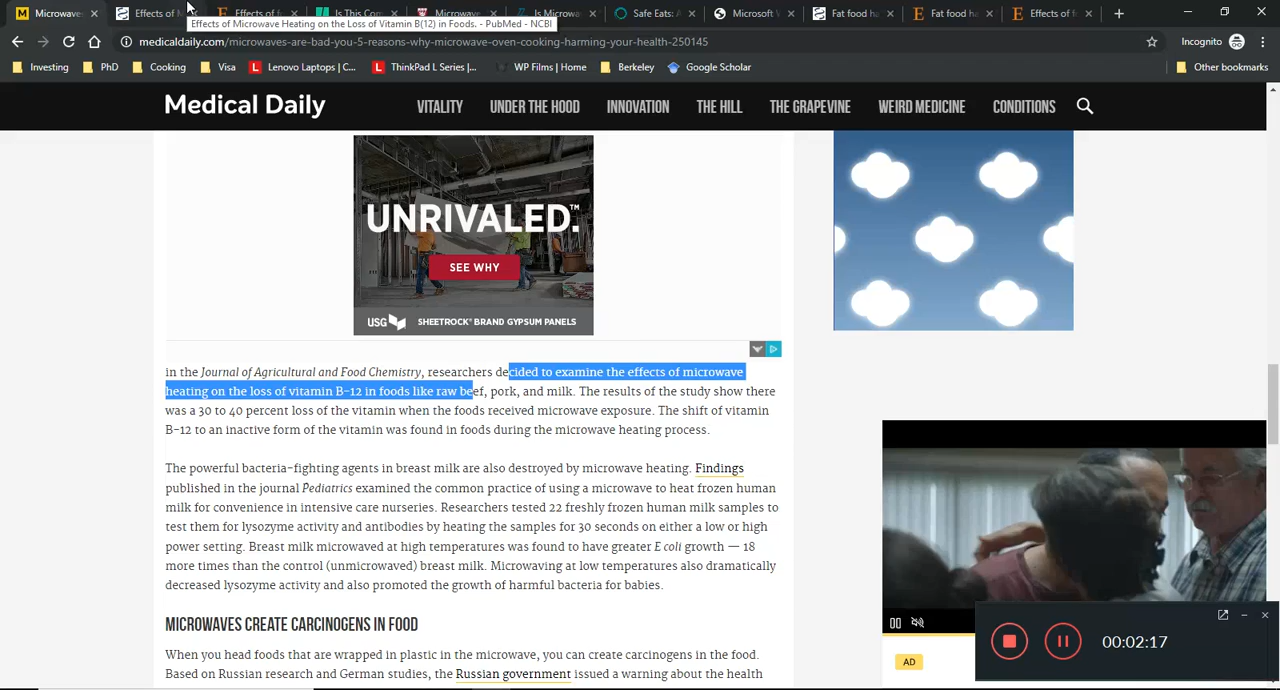 Microwave
Effects of M
Effects of f
Is This Com
Microwave
Is Microwav
Safe Eats: A
Microsoft W
Fat food ha
Fat food ha
Effects of f
Effects of Microwave Heating on the Loss of Vitamin B(12) in Foods. - PubMed - NCBI
medicaldaily.com/microwaves-are-bad-you-5-reasons-why-microwave-oven-cooking-harming-your-health-250145
Incognito
Investing
PhD
Cooking
Visa
Lenovo Laptops | C...
ThinkPad L Series |...
WP Films | Home
Berkeley
Google Scholar
Other bookmarks
Medical Daily
VITALITY
UNDER THE HOOD
INNOVATION
THE HILL
THE GRAPEVINE
WEIRD MEDICINE
CONDITIONS
UNRIVALED.™
SEE WHY
USG
SHEETROCK® BRAND GYPSUM PANELS
in the Journal of Agricultural and Food Chemistry, researchers decided to examine the effects of microwave
heating on the loss of vitamin B-12 in foods like raw beef, pork, and milk. The results of the study show there
was a 30 to 40 percent loss of the vitamin when the foods received microwave exposure. The shift of vitamin
B-12 to an inactive form of the vitamin was found in foods during the microwave heating process.
The powerful bacteria-fighting agents in breast milk are also destroyed by microwave heating. Findings
published in the journal Pediatrics examined the common practice of using a microwave to heat frozen human
milk for convenience in intensive care nurseries. Researchers tested 22 freshly frozen human milk samples to
test them for lysozyme activity and antibodies by heating the samples for 30 seconds on either a low or high
power setting. Breast milk microwaved at high temperatures was found to have greater E coli growth — 18
more times than the control (unmicrowaved) breast milk. Microwaving at low temperatures also dramatically
decreased lysozyme activity and also promoted the growth of harmful bacteria for babies.
MICROWAVES CREATE CARCINOGENS IN FOOD
When you head foods that are wrapped in plastic in the microwave, you can create carcinogens in the food.
Based on Russian research and German studies, the Russian government issued a warning about the health
AD
00:02:17